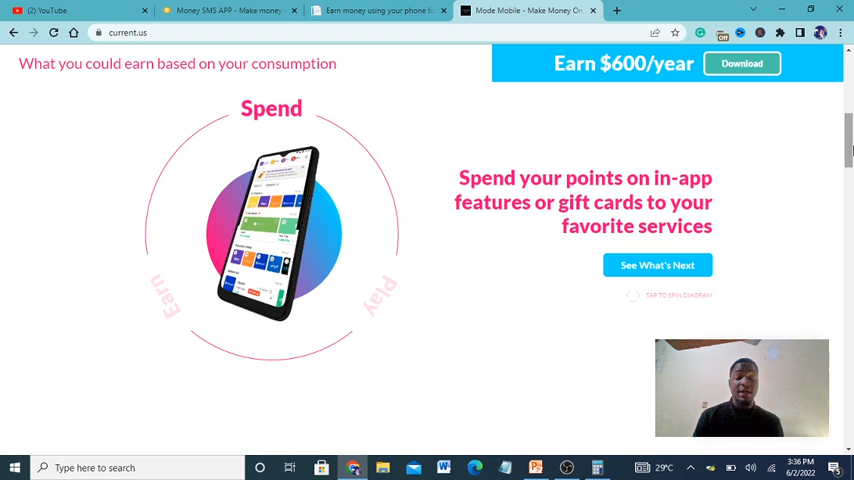 (2) YouTube
Money SMS APP - Make money
Earn money using your phone fo
Mode Mobile - Make Money On
current.us
Off
What you could earn based on your consumption
Earn $600/year
Download
Spend
Earn
Play
Spend your points on in-app
features or gift cards to your
favorite services
See What's Next
TAP TO SPIN DIAGRAM
Type here to search
29°C
3:36 PM
6/2/2022
5